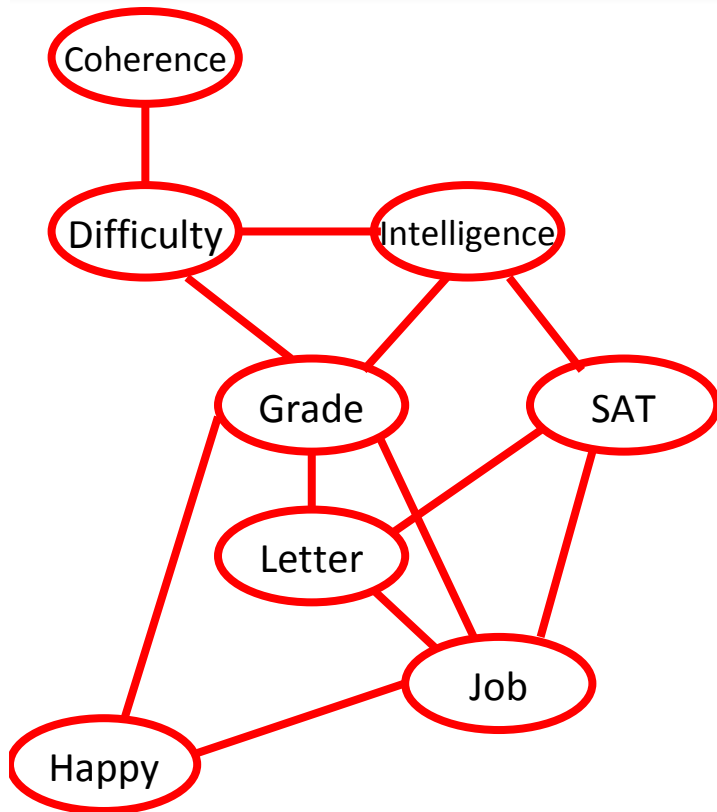 Coherence
Difficulty
Intelligence
Grade
SAT
Letter
Job
Happy